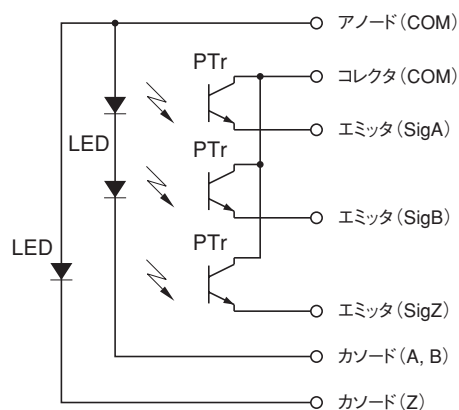 アノード(COM)
PTr
コレクタ(COM)
エミッタ(SigA)
LED
PTr
エミッタ(SigB)
LED
PTr
エミッタ(SigZ)
カソード(A, B)
カソード(Z)